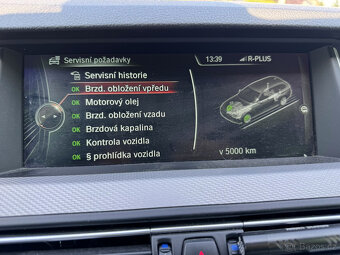 Servisní požadavky
13:39
R-PLUS
Servisní historie
OK Brzd. obložení vpředu
OK Motorový olej
OK Brzd. obložení vzadu
OK Brzdová kapalina
OK Kontrola vozidla
OK § prohlídka vozidla
v 5000 km